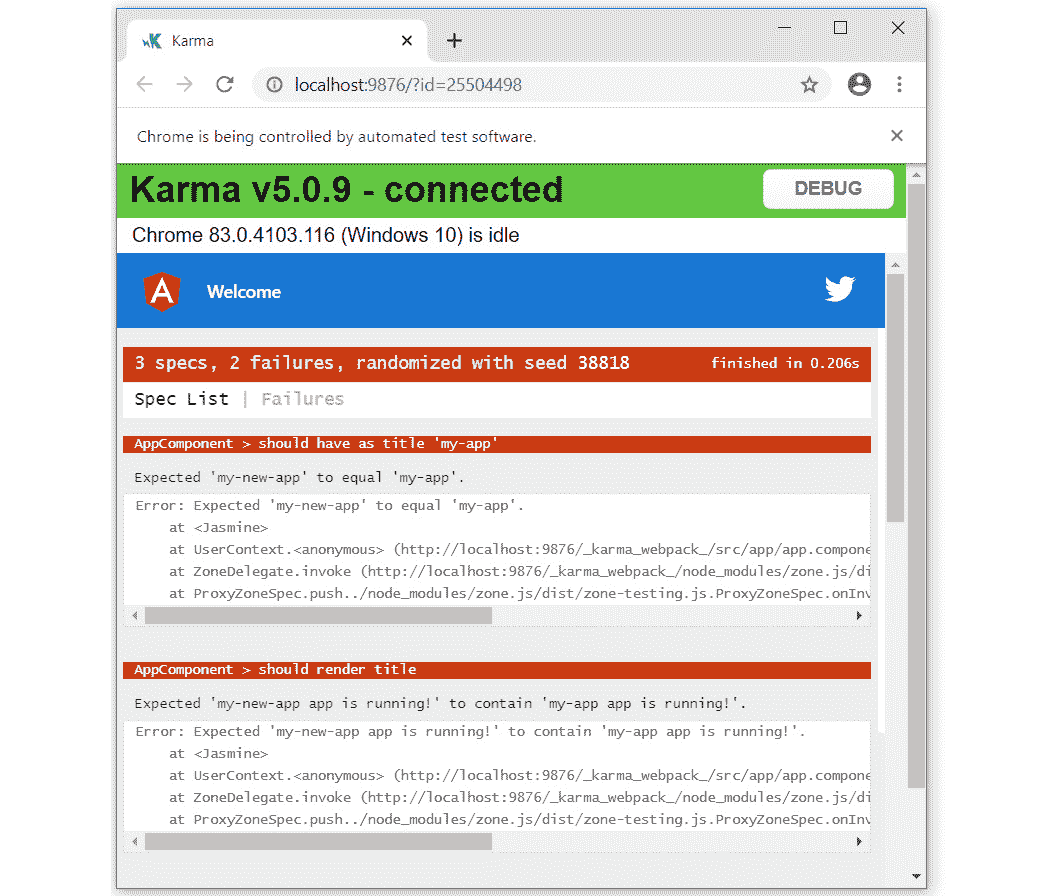 Karma
localhost:9876/?id=25504498
Chrome is being controlled by automated test software.
Karma v5.0.9 - connected
DEBUG
Chrome 83.0.4103.116 (Windows 10) is idle
A
Welcome
3 specs, 2 failures, randomized with seed 38818
finished in 0.206s
Spec List | Failures
AppComponent > should have as title 'my-app'
Expected 'my-new-app' to equal 'my-app'.
Error: Expected 'my-new-app' to equal 'my-app'.
at <Jasmine>
at UserContext.<anonymous> (http://localhost:9876/_karma_webpack_/src/app/app.compone
at ZoneDelegate.invoke (http://localhost:9876/_karma_webpack_/node_modules/zone.js/di
at ProxyZoneSpec.push../node_modules/zone.js/dist/zone-testing.js.ProxyZoneSpec.onInv
AppComponent > should render title
Expected 'my-new-app app is running!' to contain 'my-app app is running!'.
Error: Expected 'my-new-app app is running!' to contain 'my-app app is running!'.
at <Jasmine>
at UserContext.<anonymous> (http://localhost:9876/_karma_webpack_/src/app/app.compone
at ZoneDelegate.invoke (http://localhost:9876/_karma_webpack_/node_modules/zone.js/di
at ProxyZoneSpec.push../node_modules/zone.js/dist/zone-testing.js.ProxyZoneSpec.onInv